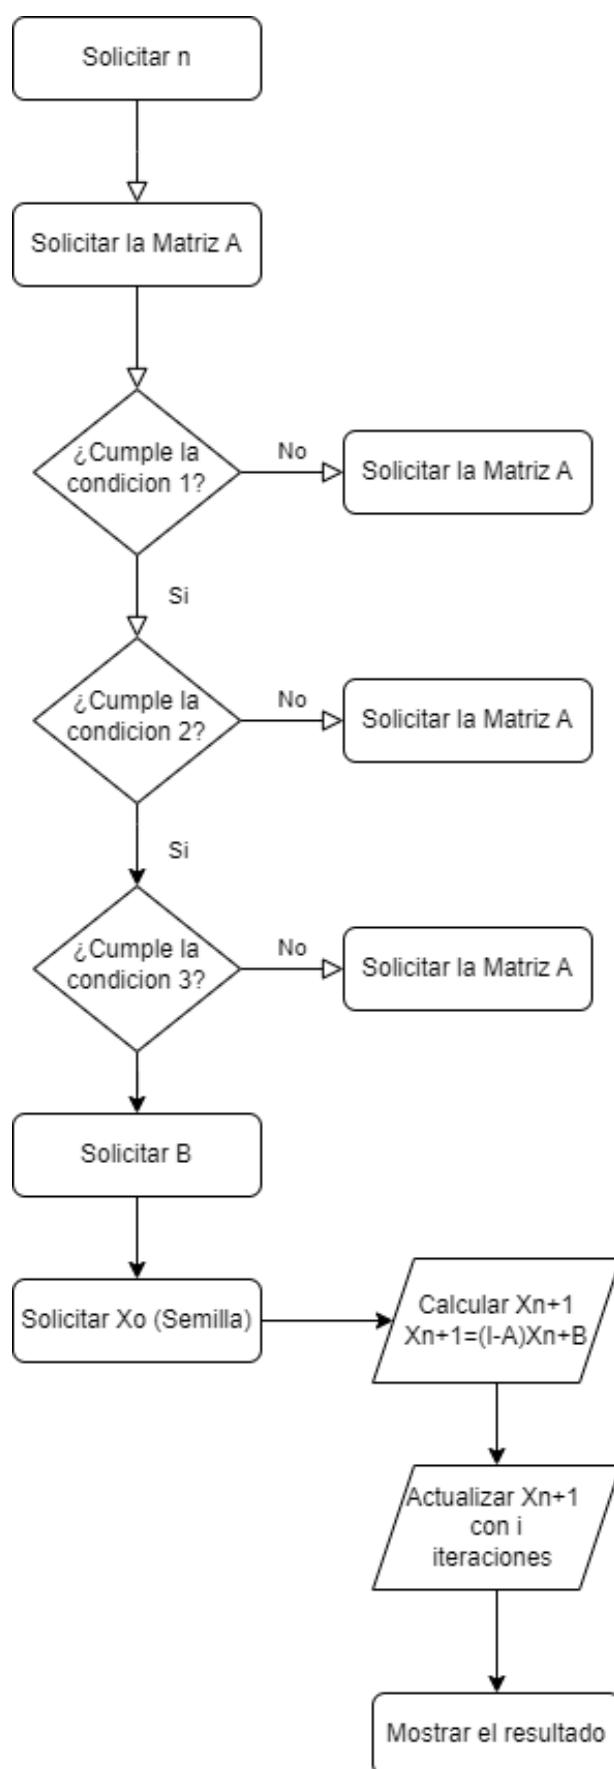 Solicitar n
Solicitar la Matriz A
¿Cumple la
condicion 1?
No
Solicitar la Matriz A
Si
¿Cumple la
condicion 2?
No
Solicitar la Matriz A
Si
¿Cumple la
condicion 3?
No
Solicitar la Matriz A
Solicitar B
Solicitar Xo (Semilla)
Calcular Xn+1
Xn+1=(I-A)Xn+B
Actualizar Xn+1
con i
iteraciones
Mostrar el resultado